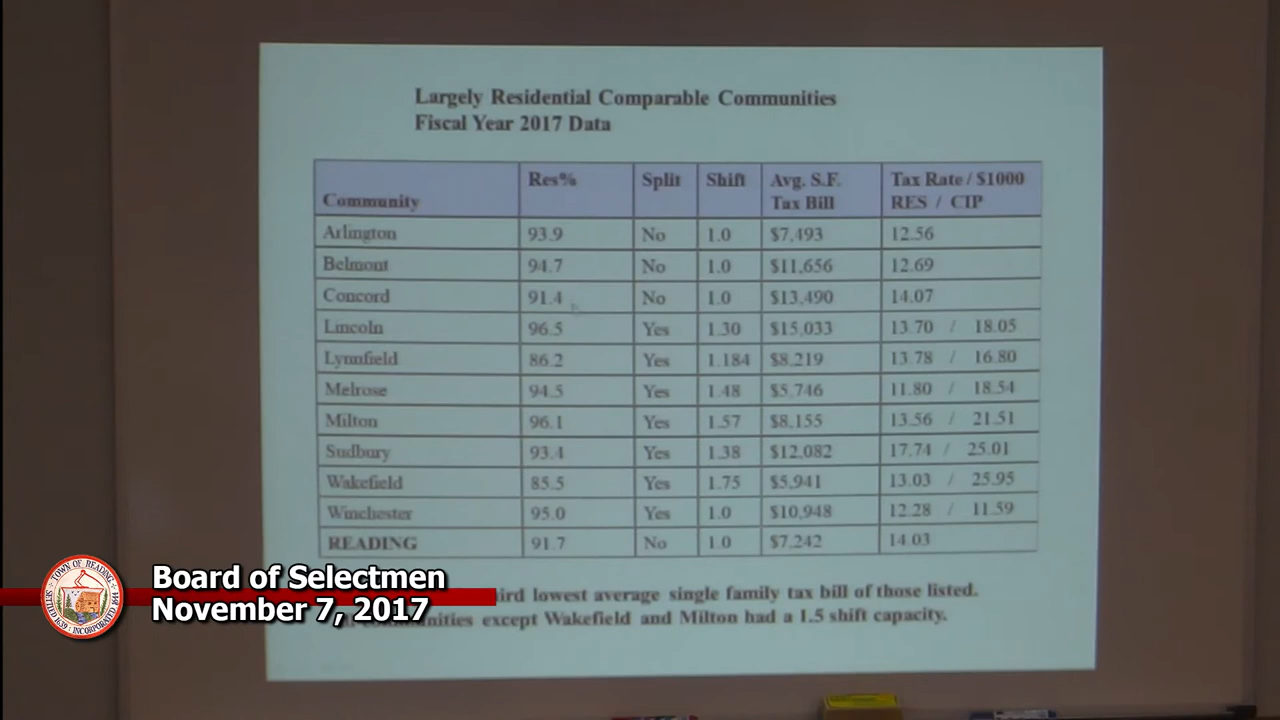 Largely Residential Comparable Communities
Fiscal Year 2017 Data
Community Res% Split Shift Avg. S.F. Tax Bill Tax Rate / $1000 RES / CIP
Arlington 93.9 No 1.0 $7,493 12.56
Belmont 94.7 No 1.0 $11,656 12.69
Concord 91.4 No 1.0 $13,490 14.07
Lincoln 96.5 Yes 1.30 $15,033 13.70 / 18.05
Lynnfield 86.2 Yes 1.184 $8,219 13.78 / 16.80
Melrose 94.5 Yes 1.48 $5,746 11.80 / 18.54
Milton 96.1 Yes 1.57 $8,155 13.56 / 21.51
Sudbury 93.4 Yes 1.38 $12,082 17.74 / 25.01
Wakefield 85.5 Yes 1.75 $5,941 13.03 / 25.95
Winchester 95.0 Yes 1.0 $10,948 12.28 / 11.59
READING 91.7 No 1.0 $7,242 14.03
lowest average single family tax bill of those listed.
except Wakefield and Milton had a 1.5 shift capacity.
TOWN OF READING
SETTLED 1639 · INCORPORATED 1644
Board of Selectmen
November 7, 2017